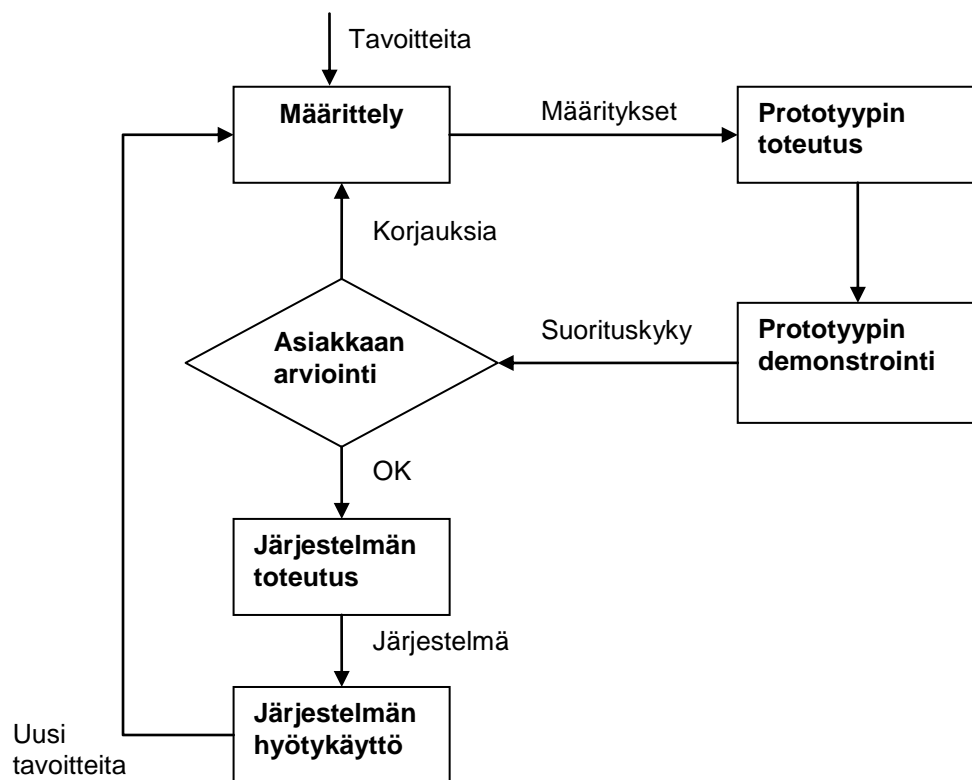 Tavoitteita
Määrittely
Määritykset
Prototyypin
toteutus
Korjauksia
Asiakkaan
arviointi
Suorituskyky
Prototyypin
demonstrointi
OK
Järjestelmän
toteutus
Järjestelmä
Järjestelmän
hyötykäyttö
Uusi
tavoitteita